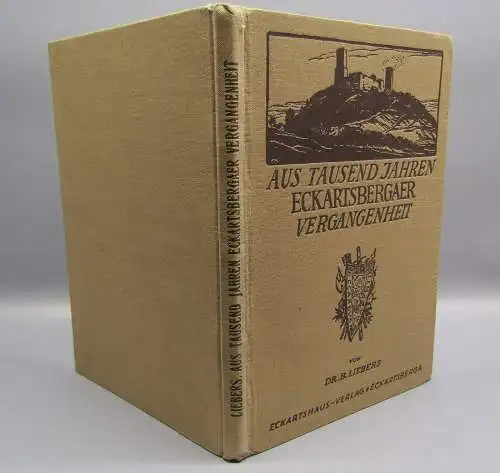 LIEBERS, AUS TAUSEND JAHREN ECKARTSBERGAER VERGANGENHEIT
AUS TAUSEND JAHREN
ECKARTSBERGAER
VERGANGENHEIT
VON
DR. B. LIEBERS
ECKARTSHAUS-VERLAG • ECKARTSBERGA